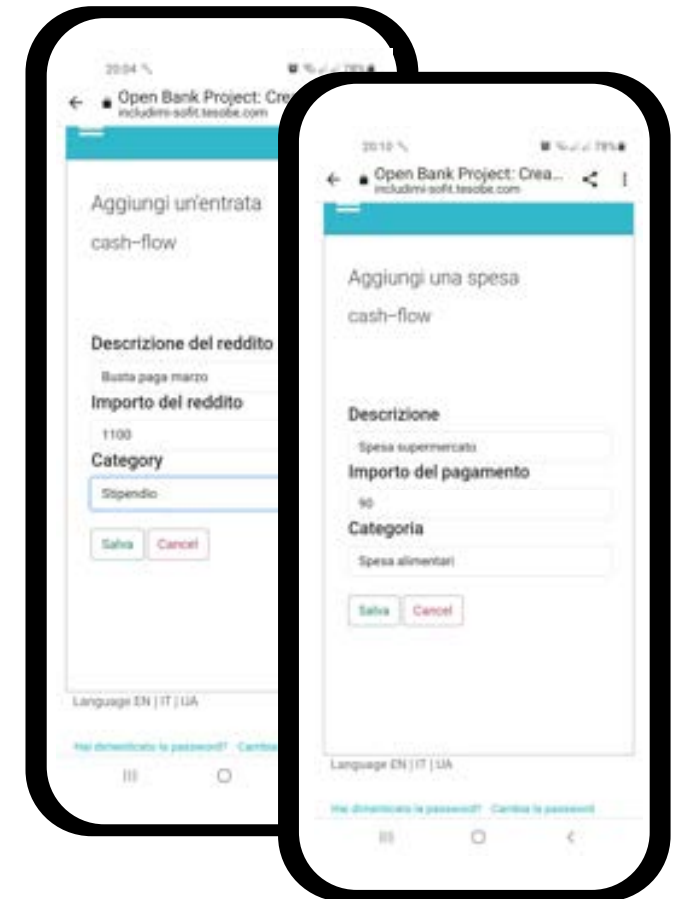 20:04
Open Bank Project: Cre
includimi-sofit.tesobe.com
Aggiungi un'entrata
cash-flow
Descrizione del reddito
Busta paga marzo
Importo del reddito
1100
Category
Stipendio
Salva Cancel
Language EN | IT | UA
Hai dimenticato la password? Cambia
20:10 78%
Open Bank Project: Crea...
includimi-sofit.tesobe.com
Aggiungi una spesa
cash-flow
Descrizione
Spesa supermercato
Importo del pagamento
90
Categoria
Spesa alimentari
Salva Cancel
Language EN | IT | UA
Hai dimenticato la password? Cambia la password